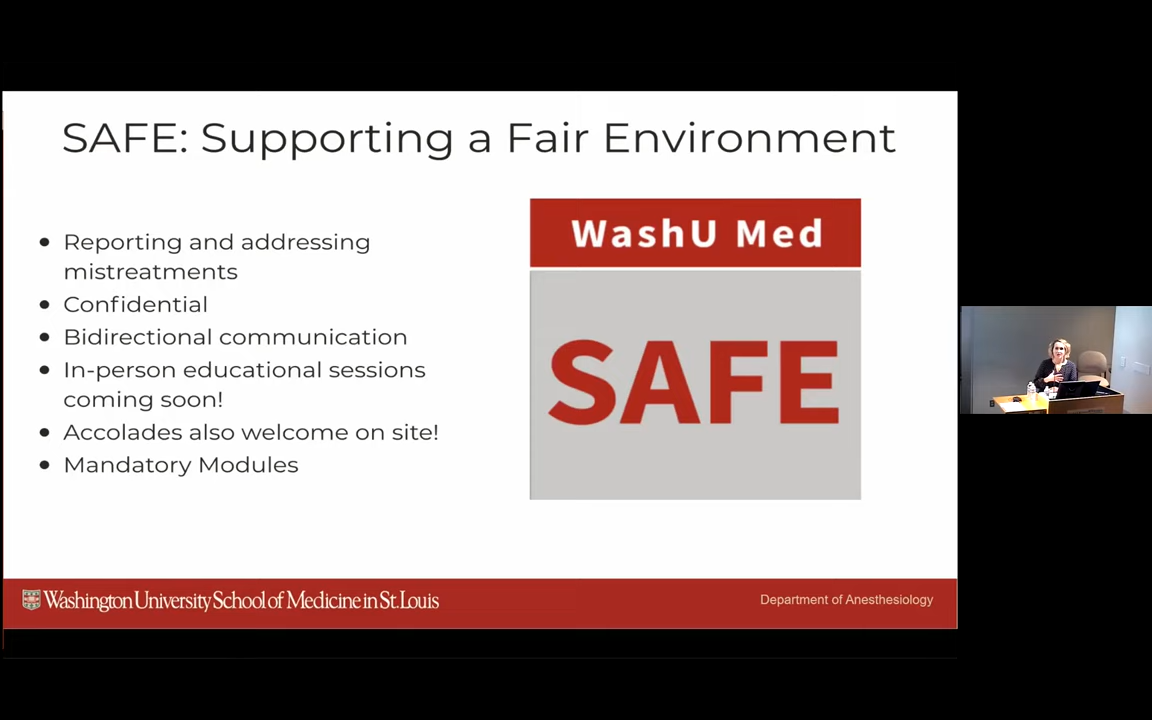 SAFE: Supporting a Fair Environment
● Reporting and addressing
mistreatments
● Confidential
● Bidirectional communication
● In-person educational sessions
coming soon!
● Accolades also welcome on site!
● Mandatory Modules
WashU Med
SAFE
Washington University School of Medicine in St. Louis
Department of Anesthesiology